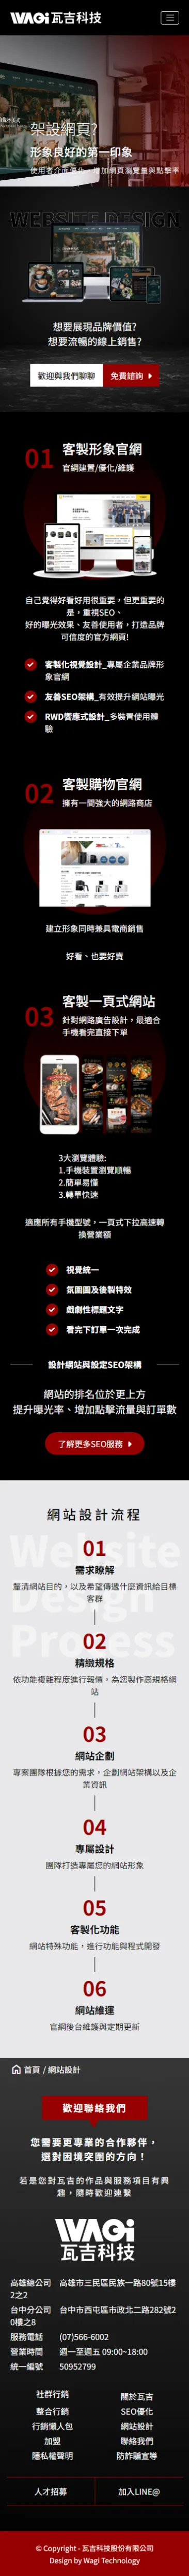 WAGi 瓦吉科技
架設網頁?
形象良好的第一印象
使用者介面優化、增加網頁瀏覽量與點擊率
WEBSITE DESIGN
想要展現品牌價值?
想要流暢的線上銷售?
歡迎與我們聊聊
免費諮詢
01
客製形象官網
官網建置/優化/維護
自己覺得好看好用很重要，但更重要的
是，重視SEO、
好的曝光效果、友善使用者，打造品牌
可信度的官方網頁!
客製化視覺設計_專屬企業品牌形
象官網
友善SEO架構_有效提升網站曝光
RWD響應式設計_多裝置使用體
驗
02
客製購物官網
擁有一間強大的網路商店
建立形象同時兼具電商銷售
好看、也要好賣
03
客製一頁式網站
針對網路廣告設計，最適合
手機看完直接下單
3大瀏覽體驗:
1.手機裝置瀏覽順暢
2.簡單易懂
3.轉單快速
適應所有手機型號，一頁式下拉高速轉
換營業額
視覺統一
氛圍圖及後製特效
戲劇性標題文字
看完下訂單一次完成
設計網站與設定SEO架構
網站的排名位於更上方
提升曝光率、增加點擊流量與訂單數
了解更多SEO服務
Website
Design
Process
網站設計流程
01
需求瞭解
釐清網站目的，以及希望傳遞什麼資訊給目標
客群
02
精緻規格
依功能複雜程度進行報價，為您製作高規格網
站
03
網站企劃
專案團隊根據您的需求，企劃網站架構以及企
業資訊
04
專屬設計
團隊打造專屬您的網站形象
05
客製化功能
網站特殊功能，進行功能與程式開發
06
網站維運
官網後台維護與定期更新
首頁 / 網站設計
歡迎聯絡我們
您需要更專業的合作夥伴，
選對困境突圍的方向！
若是您對瓦吉的作品與服務項目有興
趣，隨時歡迎連繫
WAGi
瓦吉科技
高雄總公司 高雄市三民區民族一路80號15樓
2之2
台中分公司 台中市西屯區市政北二路282號2
0樓之8
服務電話 (07)566-6002
營業時間 週一至週五 09:00~18:00
統一編號 50952799
社群行銷
關於瓦吉
整合行銷
SEO優化
行銷懶人包
網站設計
加盟
聯絡我們
隱私權聲明
防詐騙宣導
人才招募
加入LINE@
© Copyright - 瓦吉科技股份有限公司
Design by Wagi Technology